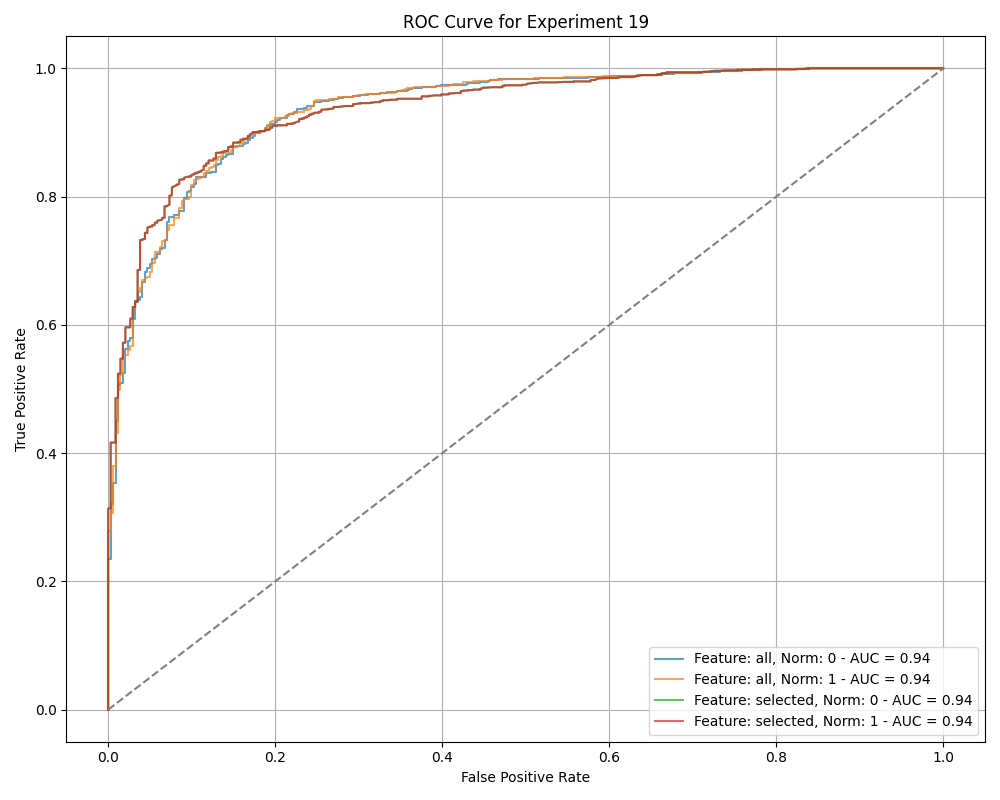 ROC Curve for Experiment 19
True Positive Rate
1.0
0.8
0.6
0.4
0.2
0.0
0.0 0.2 0.4 0.6 0.8 1.0
False Positive Rate
Feature: all, Norm: 0 - AUC = 0.94
Feature: all, Norm: 1 - AUC = 0.94
Feature: selected, Norm: 0 - AUC = 0.94
Feature: selected, Norm: 1 - AUC = 0.94